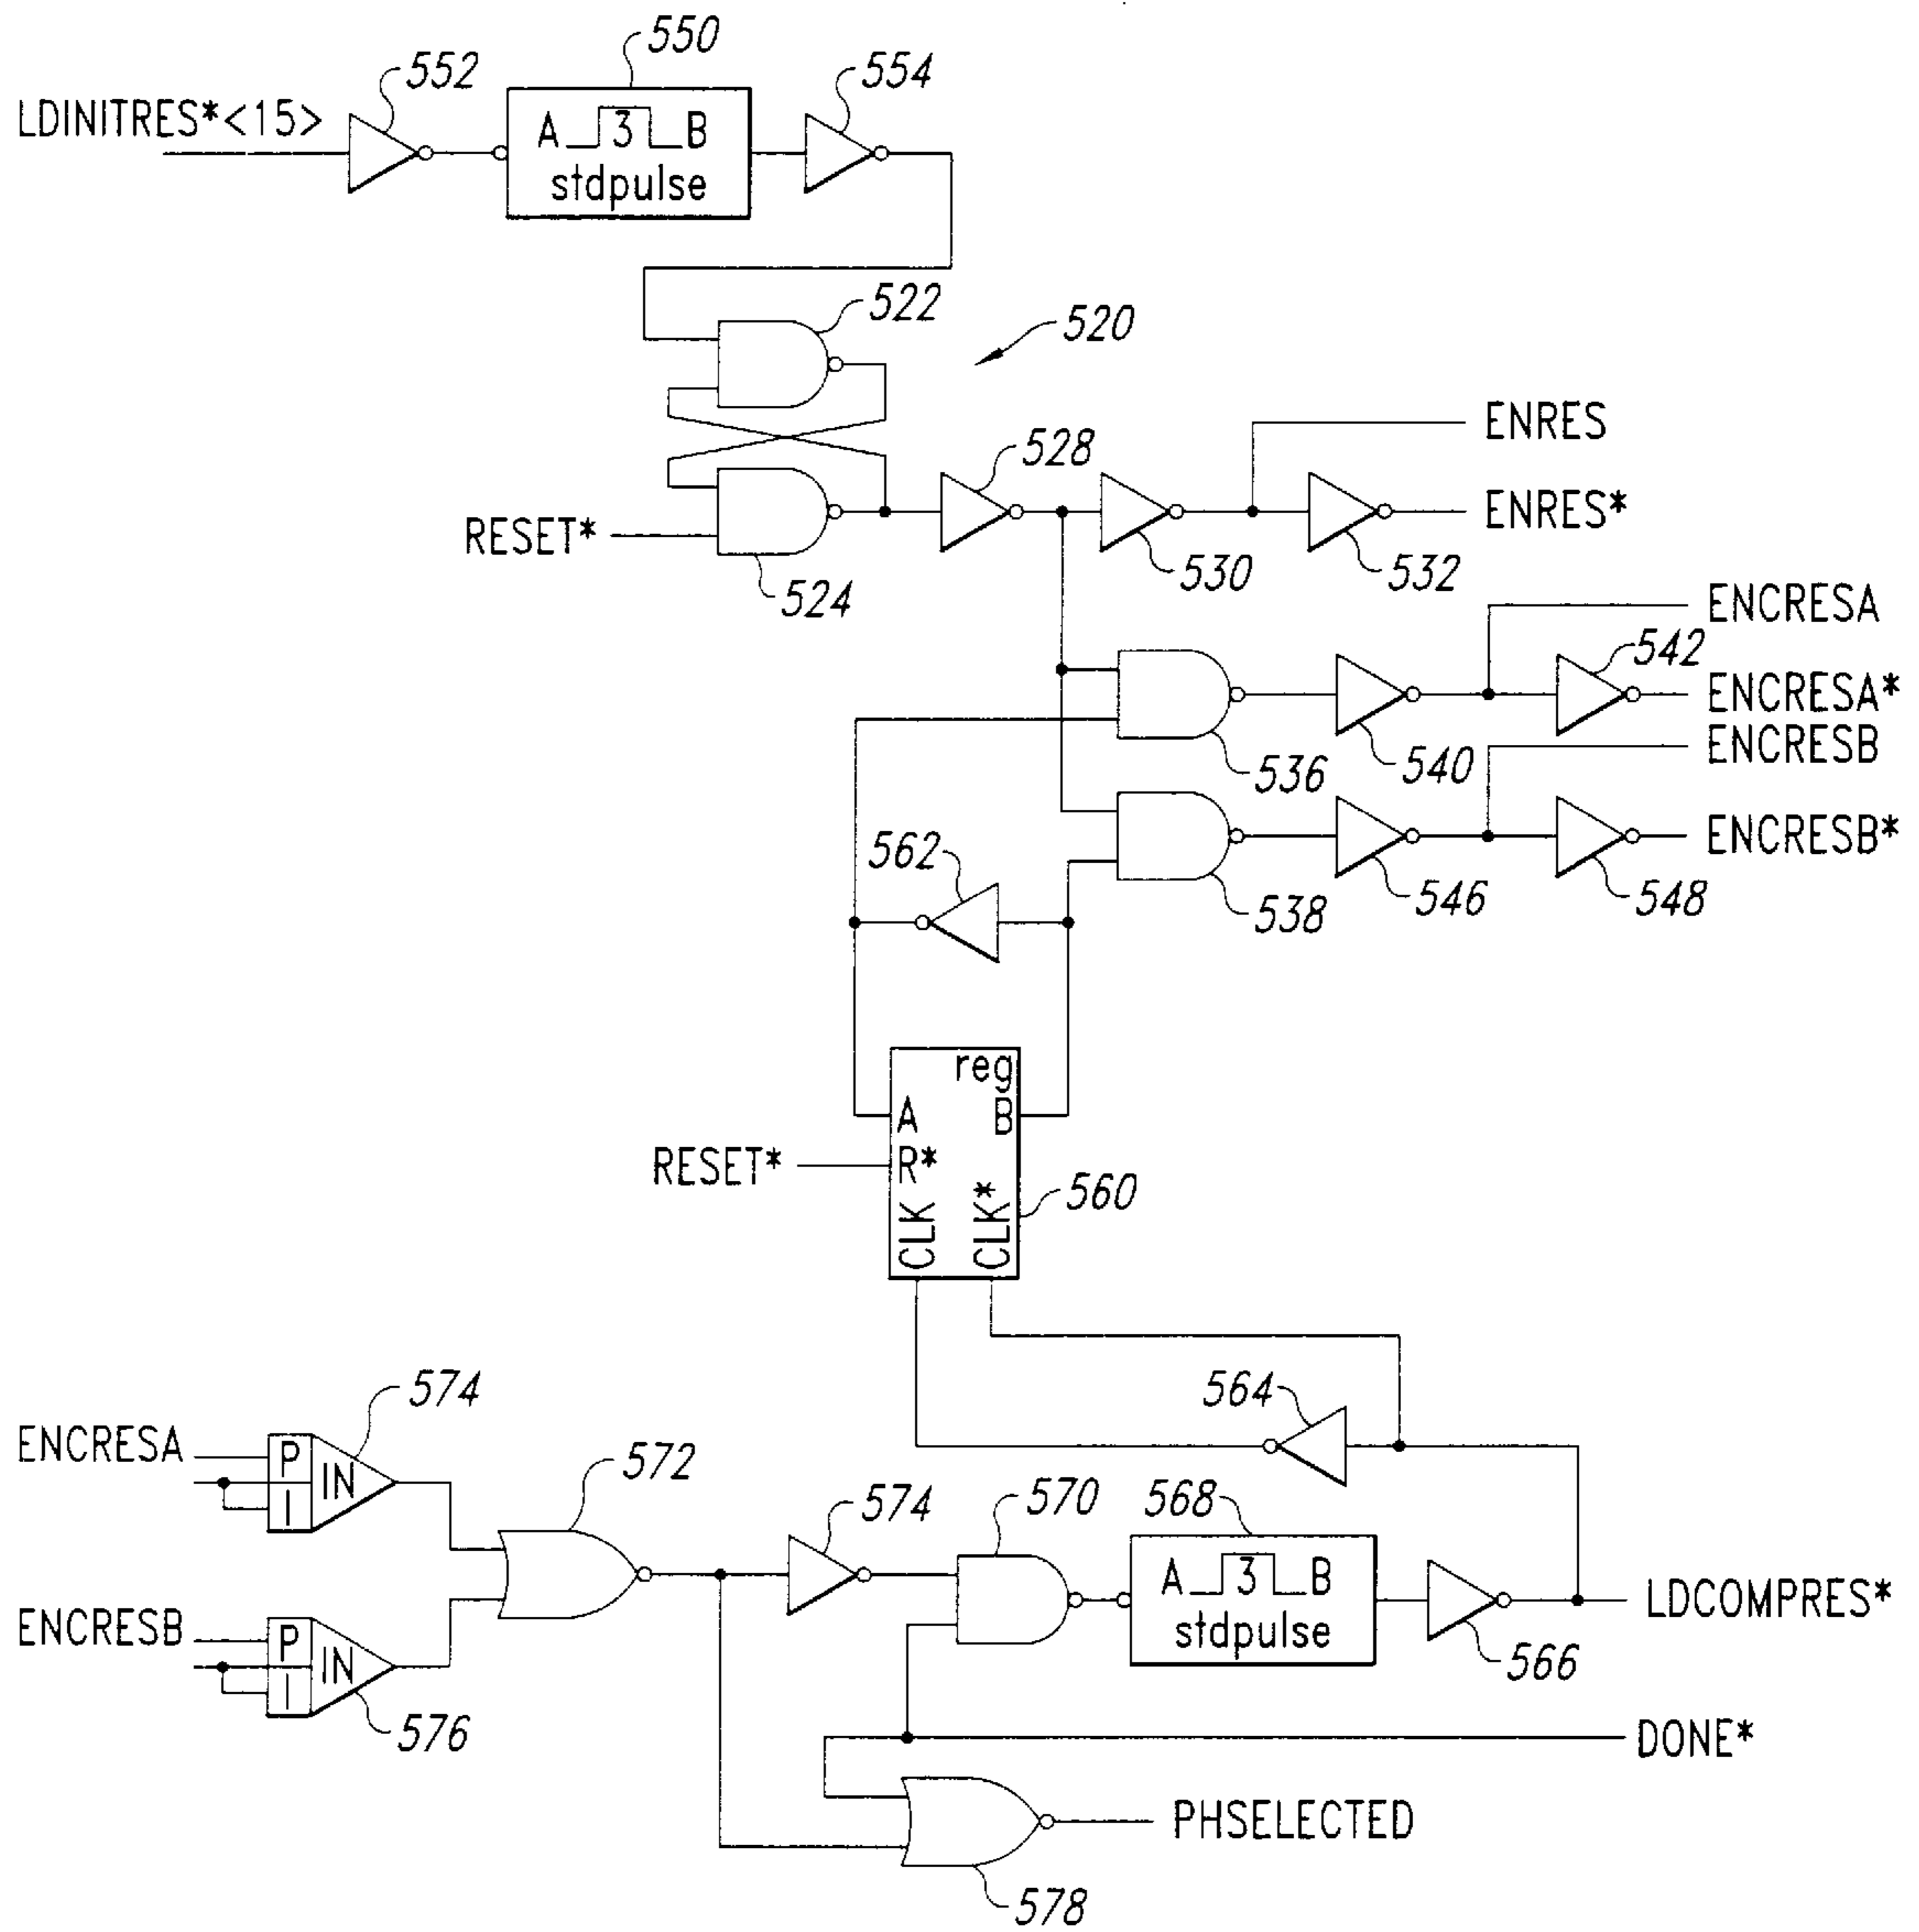 550
552
554
LDINITRES*<15>
A 3 B
stdpulse
522
520
ENRES
528
ENRES*
RESET*
530
532
524
ENCRESA
542
ENCRESA*
ENCRESB
536
540
562
ENCRESB*
538
546
548
reg
A B
RESET* R*
CLK CLK*
560
574
564
ENCRESA P
IN
I
572
574
570
568
A 3 B
stdpulse
LDCOMPRES*
ENCRESB P
IN
I
566
576
DONE*
PHSELECTED
578